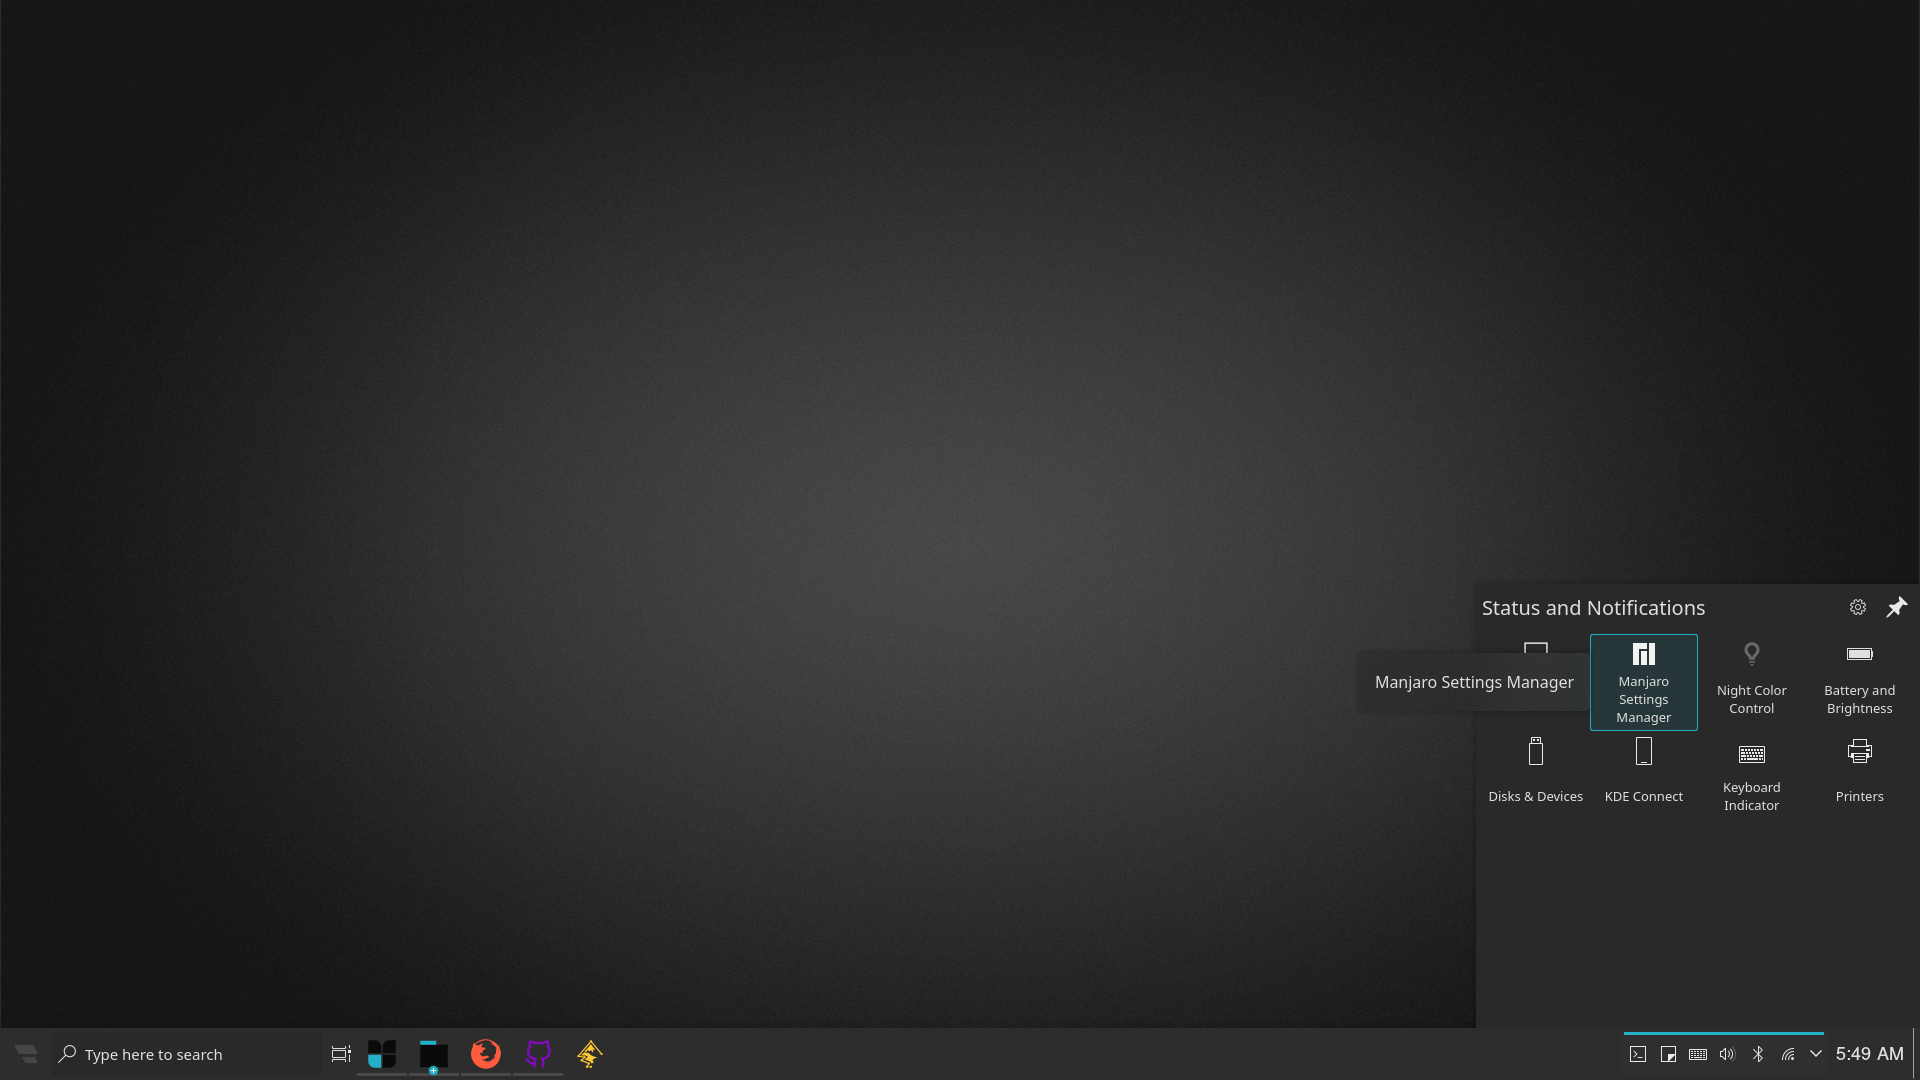 Status and Notifications
Manjaro Settings Manager
Manjaro
Settings
Manager
Night Color
Control
Battery and
Brightness
Disks & Devices
KDE Connect
Keyboard
Indicator
Printers
Type here to search
5:49 AM